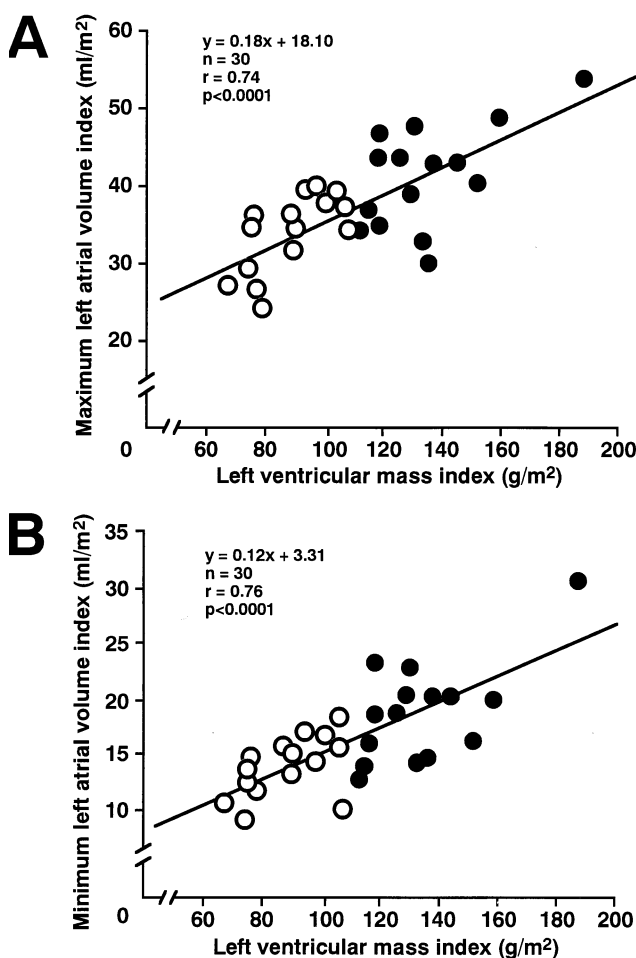 A
Maximum left atrial volume index (ml/m²)
60
50
40
30
20
0
y = 0.18x + 18.10
n = 30
r = 0.74
p<0.0001
60 80 100 120 140 160 180 200
Left ventricular mass index (g/m²)
B
Minimum left atrial volume index (ml/m²)
35
30
25
20
15
10
0
y = 0.12x + 3.31
n = 30
r = 0.76
p<0.0001
60 80 100 120 140 160 180 200
Left ventricular mass index (g/m²)